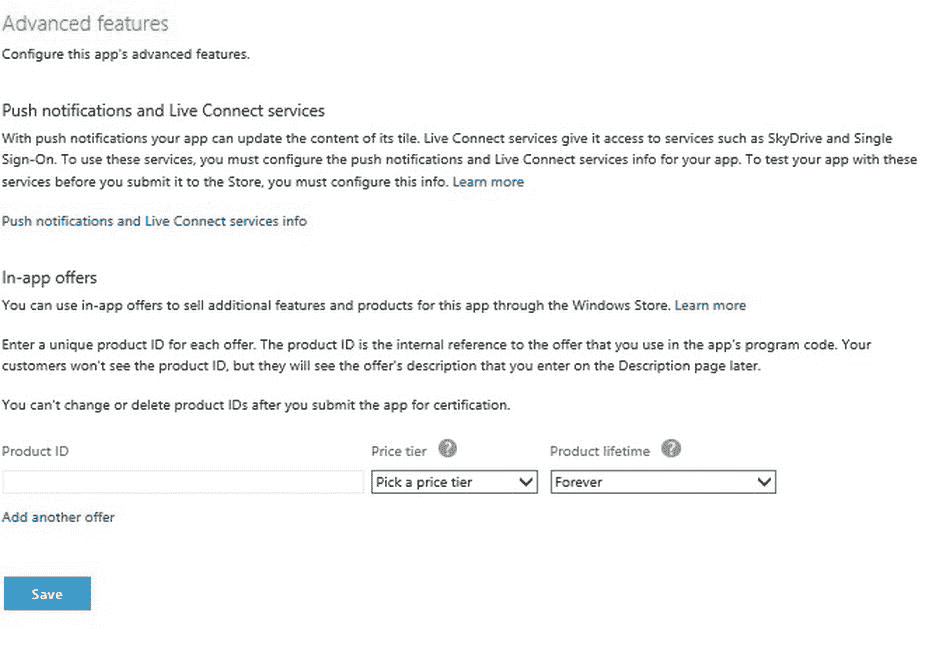 Advanced features
Configure this app's advanced features.
Push notifications and Live Connect services
With push notifications your app can update the content of its tile. Live Connect services give it access to services such as SkyDrive and Single
Sign-On. To use these services, you must configure the push notifications and Live Connect services info for your app. To test your app with these
services before you submit it to the Store, you must configure this info. Learn more
Push notifications and Live Connect services info
In-app offers
You can use in-app offers to sell additional features and products for this app through the Windows Store. Learn more
Enter a unique product ID for each offer. The product ID is the internal reference to the offer that you use in the app's program code. Your
customers won't see the product ID, but they will see the offer's description that you enter on the Description page later.
You can't change or delete product IDs after you submit the app for certification.
Product ID Price tier ? Product lifetime ?
Pick a price tier Forever
Add another offer
Save